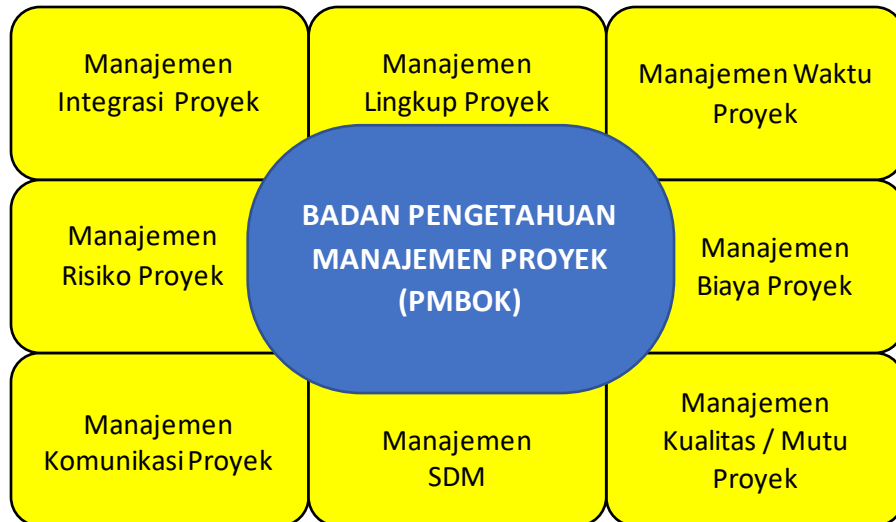 Manajemen
Integrasi Proyek
Manajemen
Lingkup Proyek
Manajemen Waktu
Proyek
Manajemen
Risiko Proyek
BADAN PENGETAHUAN
MANAJEMEN PROYEK
(PMBOK)
Manajemen
Biaya Proyek
Manajemen
Komunikasi Proyek
Manajemen
SDM
Manajemen
Kualitas / Mutu
Proyek